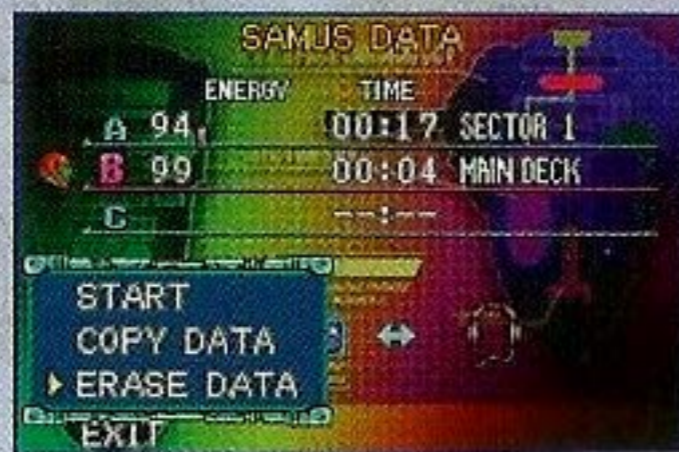 SAMUS DATA
ENERGY TIME
A 94 00:17 SECTOR 1
B 99 00:04 MAIN DECK
C --:--
START
COPY DATA
ERASE DATA
EXIT